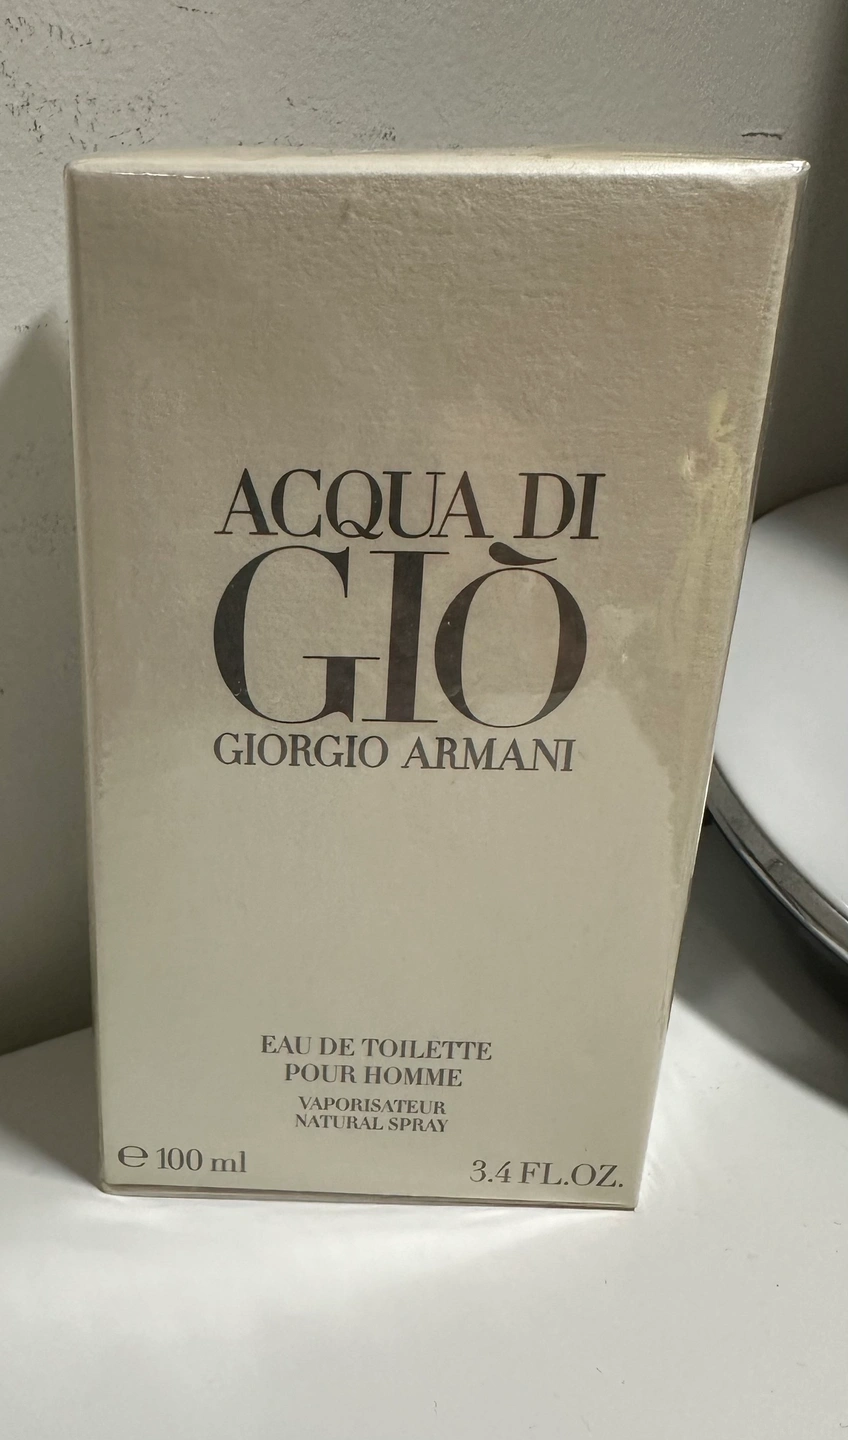 ACQUA DI
GIÒ
GIORGIO ARMANI
EAU DE TOILETTE
POUR HOMME
VAPORISATEUR
NATURAL SPRAY
℮ 100 ml
3.4 FL.OZ.